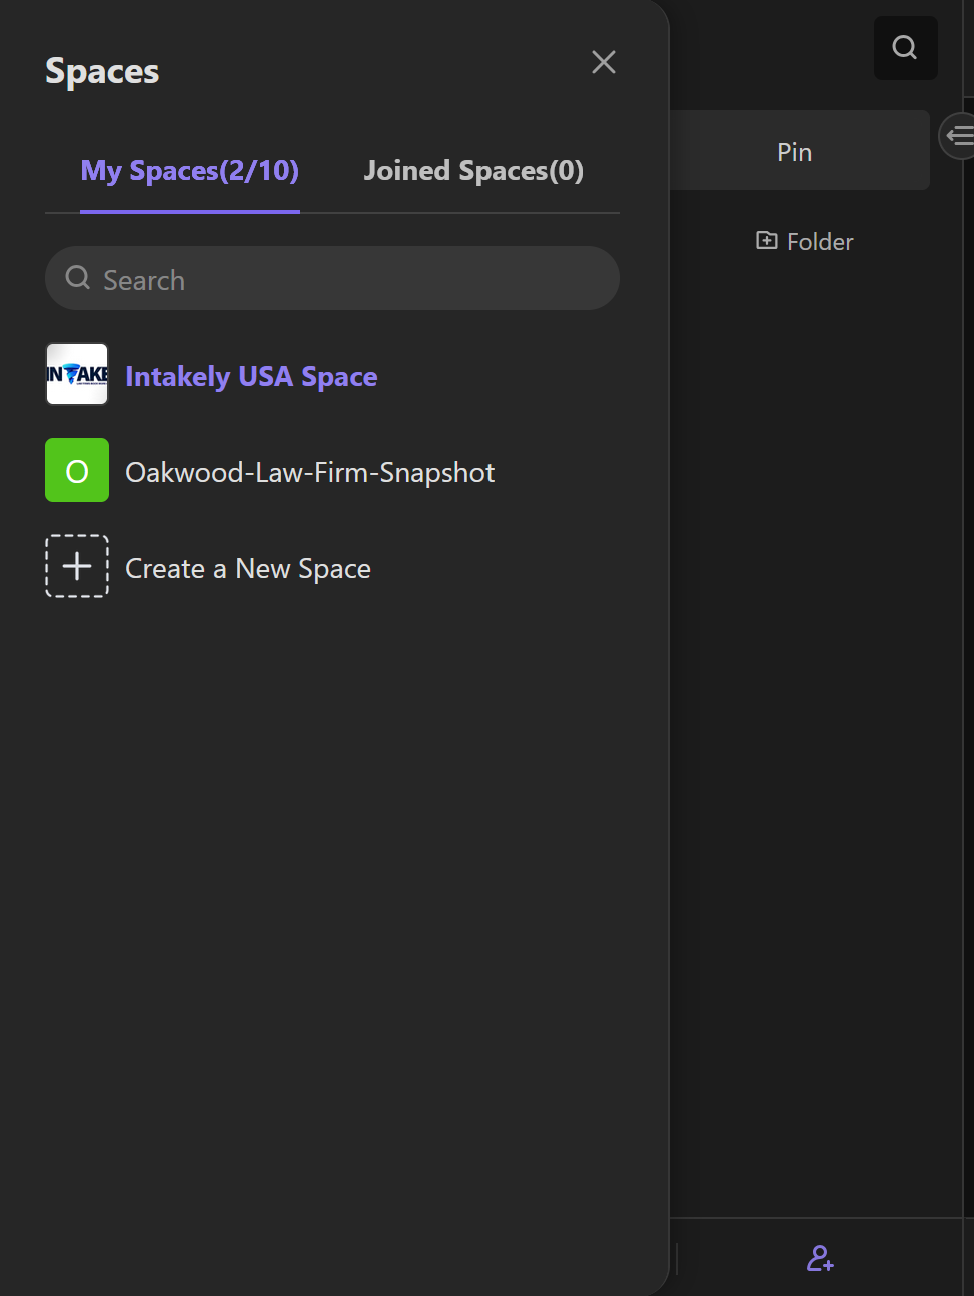 Spaces
My Spaces(2/10)
Joined Spaces(0)
Search
INTAKE
Intakely USA Space
O
Oakwood-Law-Firm-Snapshot
Create a New Space
Pin
Folder